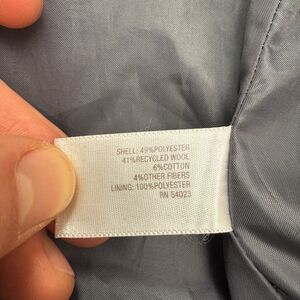 SHELL: 49%POLYESTER
41%RECYCLED WOOL
6%COTTON
4%OTHER FIBERS
LINING: 100%POLYESTER
RN 54023